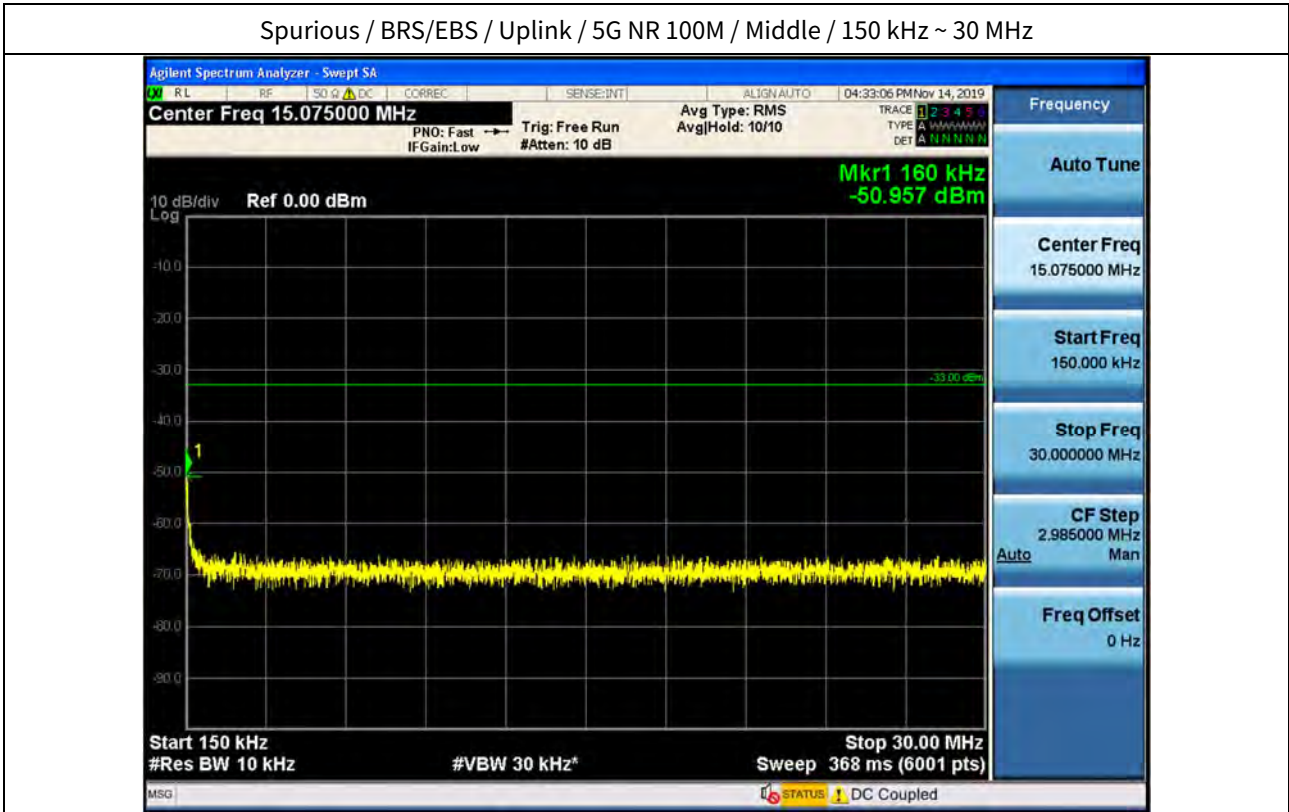 Spurious / BRS/EBS / Uplink / 5G NR 100M / Middle / 150 kHz ~ 30 MHz
Agilent Spectrum Analyzer - Swept SA
RL RF 50 Ω DC CORREC SENSE:INT ALIGN AUTO 04:33:06 PM Nov 14, 2019
Center Freq 15.075000 MHz
PNO: Fast
IFGain:Low
Trig: Free Run
#Atten: 10 dB
Avg Type: RMS
Avg|Hold: 10/10
TRACE 1 2 3 4 5 6
TYPE A WWWWW
DET A N N N N N
Mkr1 160 kHz
-50.957 dBm
10 dB/div Ref 0.00 dBm
Log
-10.0
-20.0
-30.0
-33.00 dBm
-40.0
1
-50.0
-60.0
-70.0
-80.0
-90.0
Start 150 kHz Stop 30.00 MHz
#Res BW 10 kHz #VBW 30 kHz* Sweep 368 ms (6001 pts)
MSG STATUS DC Coupled
Frequency
Auto Tune
Center Freq
15.075000 MHz
Start Freq
150.000 kHz
Stop Freq
30.000000 MHz
CF Step
2.985000 MHz
Auto Man
Freq Offset
0 Hz